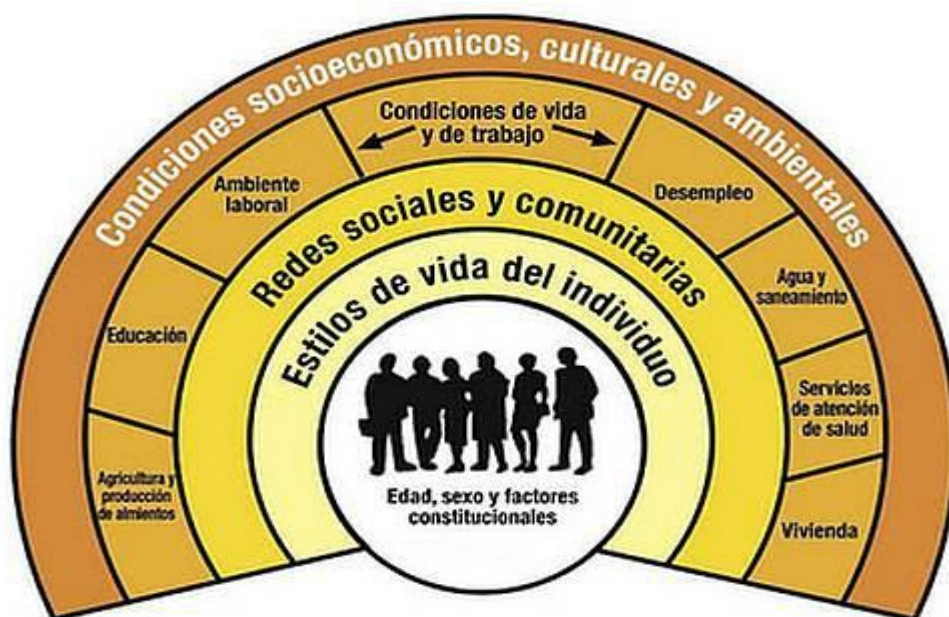 Condiciones socioeconómicos, culturales y ambientales
Condiciones de vida
y de trabajo
Ambiente
laboral
Desempleo
Educación
Agua y
saneamiento
Agricultura y
producción
de almientos
Servicios
de atención
de salud
Vivienda
Redes sociales y comunitarias
Estilos de vida del individuo
Edad, sexo y factores
constitucionales